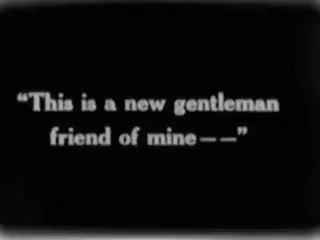 “This is a new gentleman
friend of mine——”